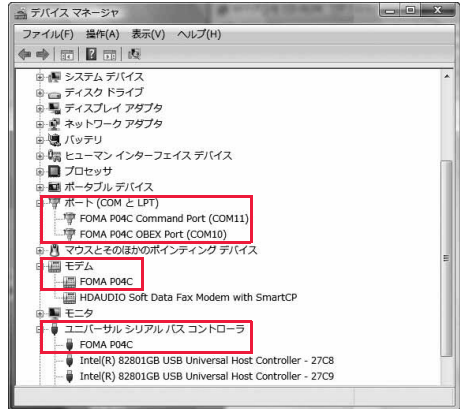 デバイス マネージャ
ファイル(F) 操作(A) 表示(V) ヘルプ(H)
システム デバイス
ディスク ドライブ
ディスプレイ アダプタ
ネットワーク アダプタ
バッテリ
ヒューマン インターフェイス デバイス
プロセッサ
ポータブル デバイス
ポート (COM と LPT)
FOMA P04C Command Port (COM11)
FOMA P04C OBEX Port (COM10)
マウスとそのほかのポインティング デバイス
モデム
FOMA P04C
HDAUDIO Soft Data Fax Modem with SmartCP
モニタ
ユニバーサル シリアル バス コントローラ
FOMA P04C
Intel(R) 82801GB USB Universal Host Controller - 27C8
Intel(R) 82801GB USB Universal Host Controller - 27C9